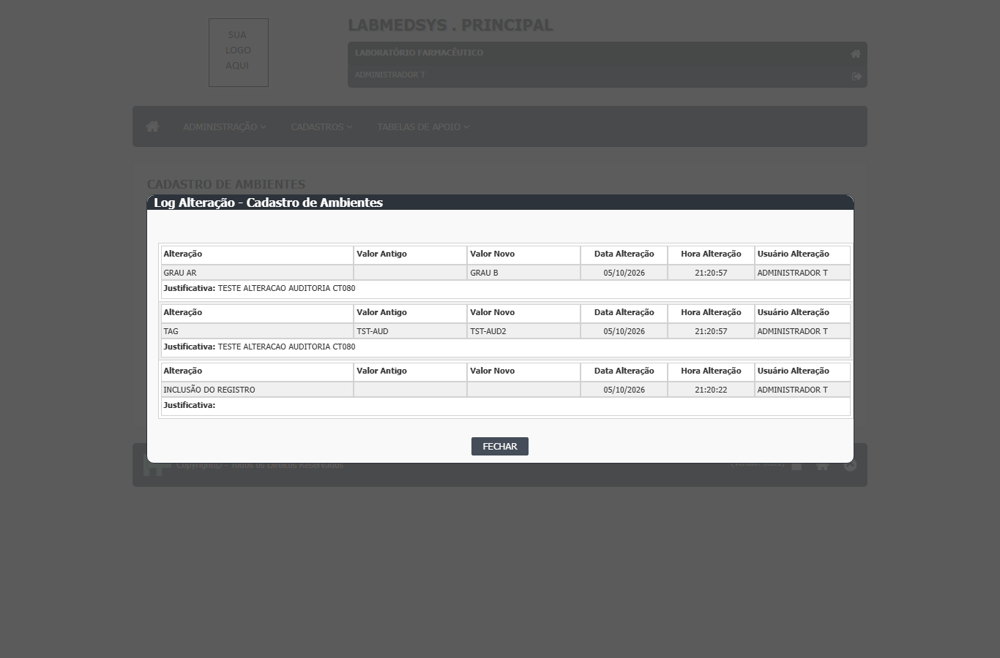 SUA
LOGO
AQUI
LABMEDSYS . PRINCIPAL
LABORATÓRIO FARMACÊUTICO
ADMINISTRADOR T
ADMINISTRAÇÃO
CADASTROS
TABELAS DE APOIO
CADASTRO DE AMBIENTES
Log Alteração - Cadastro de Ambientes
Alteração Valor Antigo Valor Novo Data Alteração Hora Alteração Usuário Alteração
GRAU AR GRAU B 05/10/2026 21:20:57 ADMINISTRADOR T
Justificativa: TESTE ALTERACAO AUDITORIA CT080
Alteração Valor Antigo Valor Novo Data Alteração Hora Alteração Usuário Alteração
TAG TST-AUD TST-AUD2 05/10/2026 21:20:57 ADMINISTRADOR T
Justificativa: TESTE ALTERACAO AUDITORIA CT080
Alteração Valor Antigo Valor Novo Data Alteração Hora Alteração Usuário Alteração
INCLUSÃO DO REGISTRO 05/10/2026 21:20:22 ADMINISTRADOR T
Justificativa:
FECHAR
Copyright© - Todos os Direitos Reservados